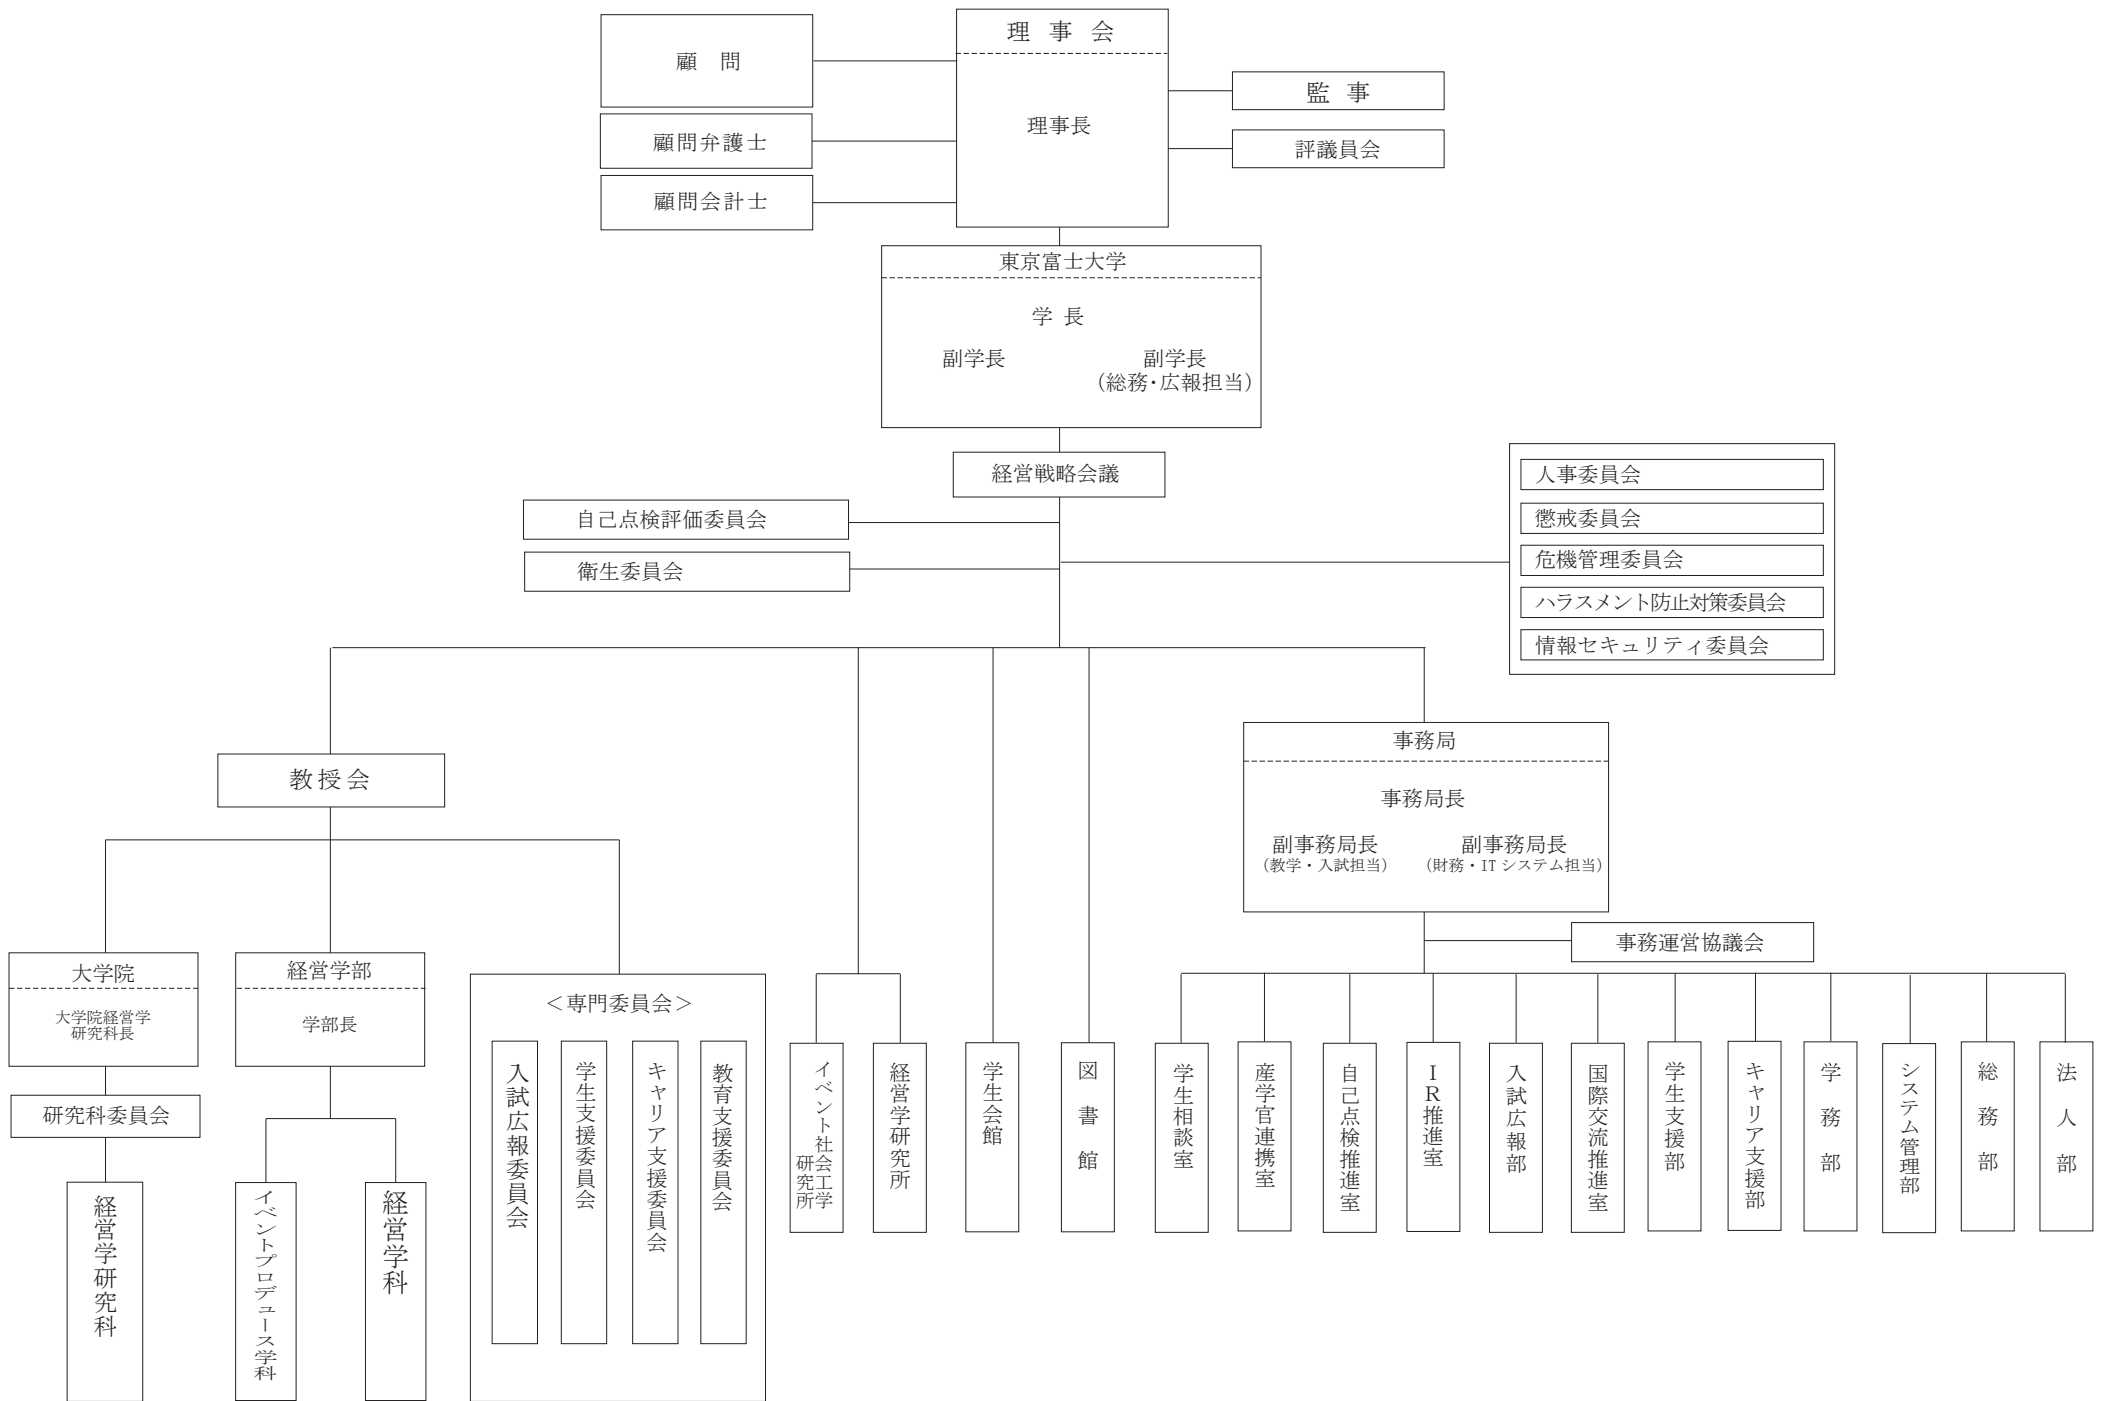 理事会
理事長
顧問
顧問弁護士
顧問会計士
監事
評議員会
東京富士大学
学長
副学長
副学長
（総務・広報担当）
経営戦略会議
自己点検評価委員会
衛生委員会
人事委員会
懲戒委員会
危機管理委員会
ハラスメント防止対策委員会
情報セキュリティ委員会
教授会
事務局
事務局長
副事務局長
（教学・入試担当）
副事務局長
（財務・ITシステム担当）
事務運営協議会
大学院
大学院経営学
研究科長
研究科委員会
経営学研究科
経営学部
学部長
イベントプロデュース学科
経営学科
＜専門委員会＞
入試広報委員会
学生支援委員会
キャリア支援委員会
教育支援委員会
イベント社会工学
研究所
経営学研究所
学生会館
図書館
学生相談室
産学官連携室
自己点検推進室
IR推進室
入試広報部
国際交流推進室
学生支援部
キャリア支援部
学務部
システム管理部
総務部
法人部